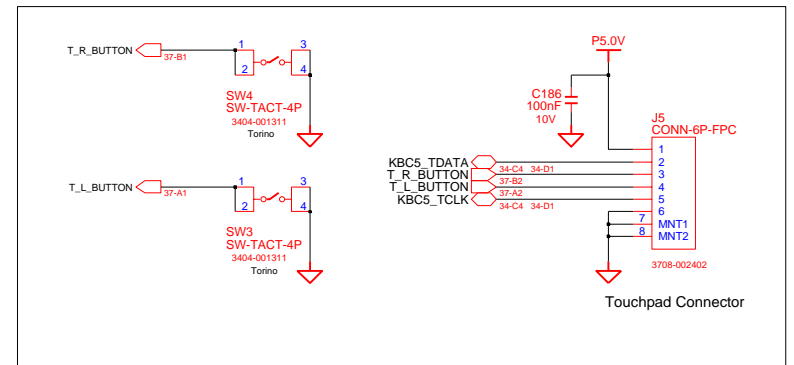 T_R_BUTTON
37-B1
1
2
3
4
SW4
SW-TACT-4P
3404-001311
Torino
T_L_BUTTON
37-A1
1
2
3
4
SW3
SW-TACT-4P
3404-001311
Torino
P5.0V
C186
100nF
10V
J5
CONN-6P-FPC
1
KBC5_TDATA 34-C4 34-D1 2
T_R_BUTTON 37-B2 3
T_L_BUTTON 37-A2 4
KBC5_TCLK 34-C4 34-D1 5
6
7 MNT1
8 MNT2
3708-002402
Touchpad Connector